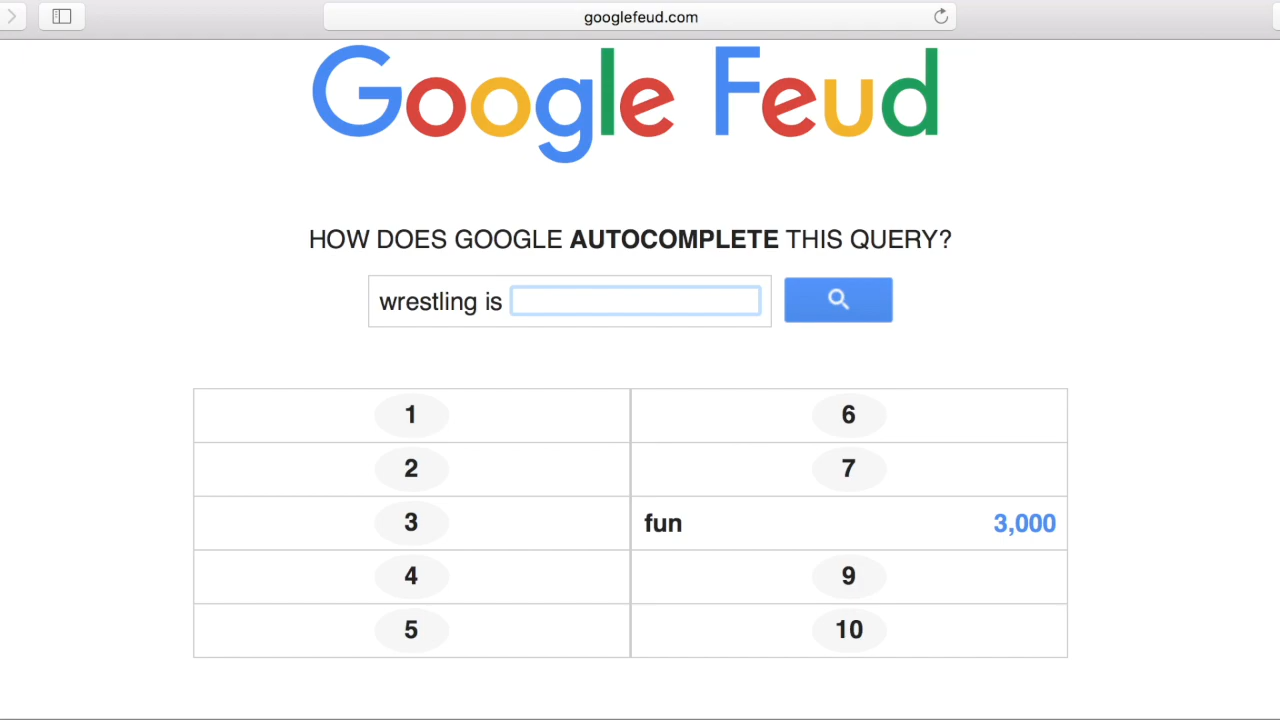 googlefeud.com
Google Feud
HOW DOES GOOGLE AUTOCOMPLETE THIS QUERY?
wrestling is
1
6
2
7
3
fun 3,000
4
9
5
10